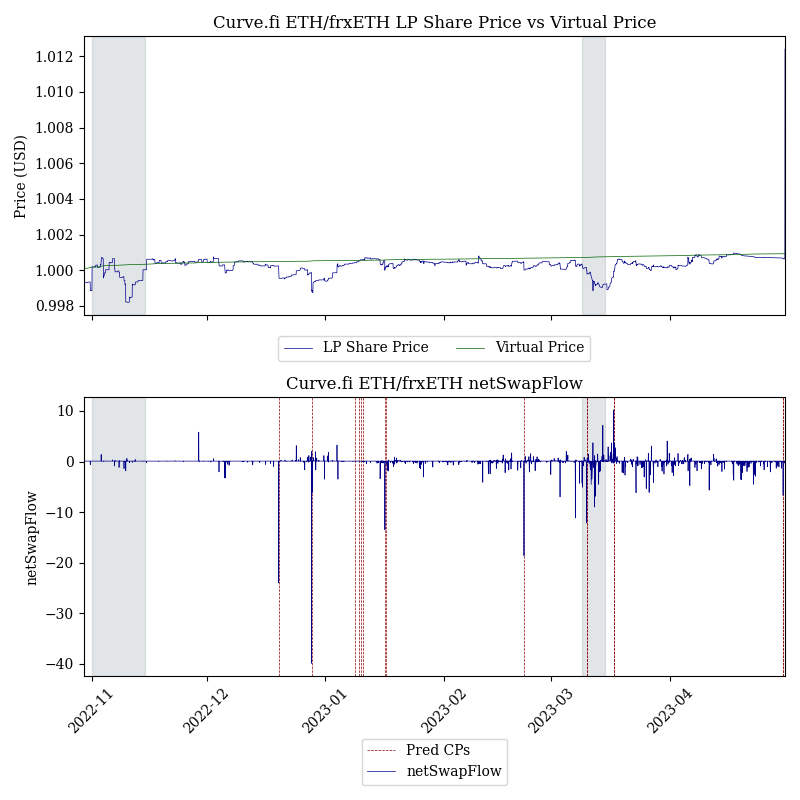 Curve.fi ETH/frxETH LP Share Price vs Virtual Price
1.012
1.010
1.008
1.006
1.004
1.002
1.000
0.998
Price (USD)
LP Share Price
Virtual Price
Curve.fi ETH/frxETH netSwapFlow
10
0
−10
−20
−30
−40
netSwapFlow
2022-11
2022-12
2023-01
2023-02
2023-03
2023-04
Pred CPs
netSwapFlow